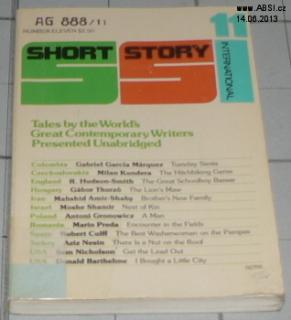 www.ABSI.cz
14.06.2013
AG 888/11
NUMBER ELEVEN $2.50
11
SHORT STORY
INTERNATIONAL
Tales by the World's
Great Contemporary Writers
Presented Unabridged
Colombia Gabriel García Márquez Tuesday Siesta
Czechoslovakia Milan Kundera The Hitchhiking Game
England R. Hudson-Smith The Great Schoolboy Banner
Hungary Gábor Thurzó The Lion's Maw
Iran Mahshid Amir-Shahy Brother's New Family
Israel Moshe Shamir Next of Kin
Poland Antoni Gronowicz A Man
Romania Marin Preda Encounter in the Fields
Spain Robert Culff The Best Washerwoman on the Pampas
Turkey Aziz Nesin There Is a Nut on the Roof
USA Sam Nicholson Get the Lead Out
USA Donald Barthelme I Bought a Little City